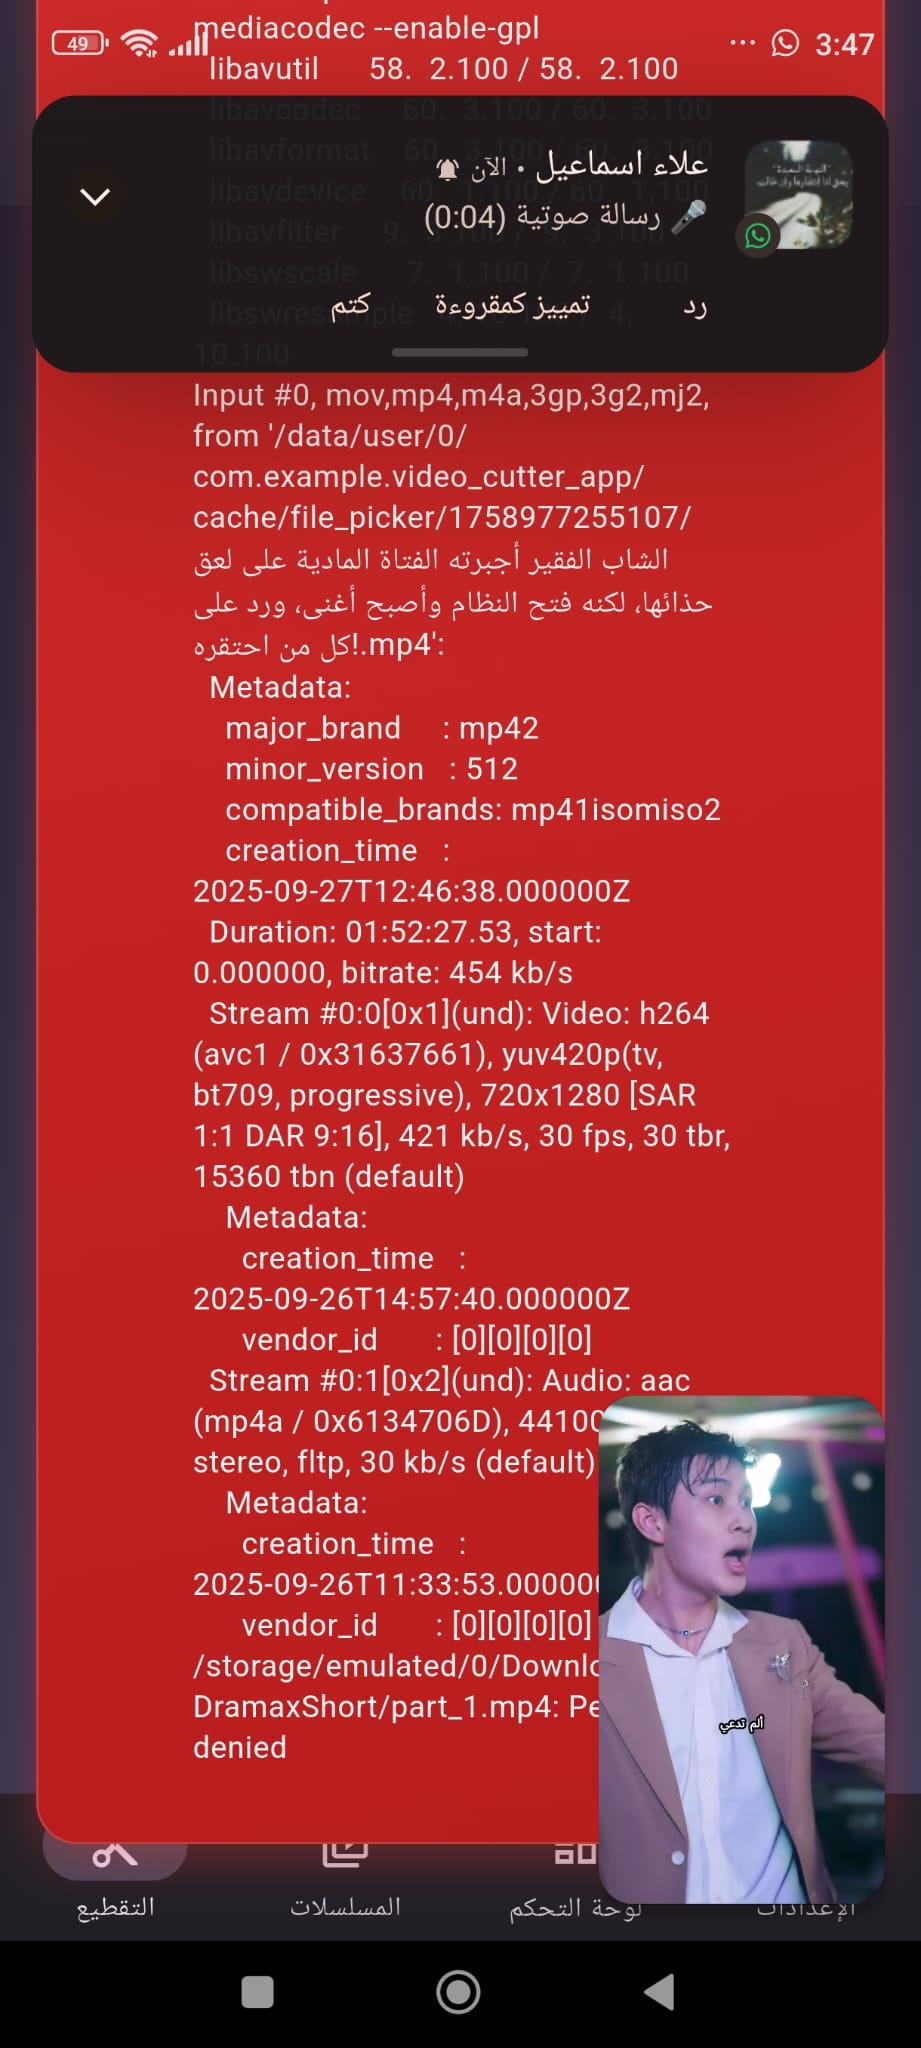 mediacodec --enable-gpl
49
3:47
libavutil 58. 2.100 / 58. 2.100
libavcodec 60. 3.100 / 60. 3.100
علاء اسماعيل • الآن
رسالة صوتية (0:04)
رد
تمييز كمقروءة
كتم
libavformat 60. 3.100 / 60. 3.100
libavdevice 60. 1.100 / 60. 1.100
libavfilter 9. 3.100 / 9. 3.100
libswscale 7. 1.100 / 7. 1.100
libswresample 4. 10.100 / 4.
10.100
Input #0, mov,mp4,m4a,3gp,3g2,mj2,
from '/data/user/0/
com.example.video_cutter_app/
cache/file_picker/1758977255107/
الشاب الفقير أجبرته الفتاة المادية على لعق
حذائها، لكنه فتح النظام وأصبح أغنى، ورد على
كل من احتقره!.mp4':
Metadata:
major_brand : mp42
minor_version : 512
compatible_brands: mp41isomiso2
creation_time :
2025-09-27T12:46:38.000000Z
Duration: 01:52:27.53, start:
0.000000, bitrate: 454 kb/s
Stream #0:0[0x1](und): Video: h264
(avc1 / 0x31637661), yuv420p(tv,
bt709, progressive), 720x1280 [SAR
1:1 DAR 9:16], 421 kb/s, 30 fps, 30 tbr,
15360 tbn (default)
Metadata:
creation_time :
2025-09-26T14:57:40.000000Z
vendor_id : [0][0][0][0]
Stream #0:1[0x2](und): Audio: aac
(mp4a / 0x6134706D), 44100
stereo, fltp, 30 kb/s (default)
Metadata:
creation_time :
2025-09-26T11:33:53.00000
vendor_id : [0][0][0][0]
/storage/emulated/0/Downlo
DramaxShort/part_1.mp4: Pe
denied
ألم تدعي
التقطيع
المسلسلات
لوحة التحكم
الإعدادات